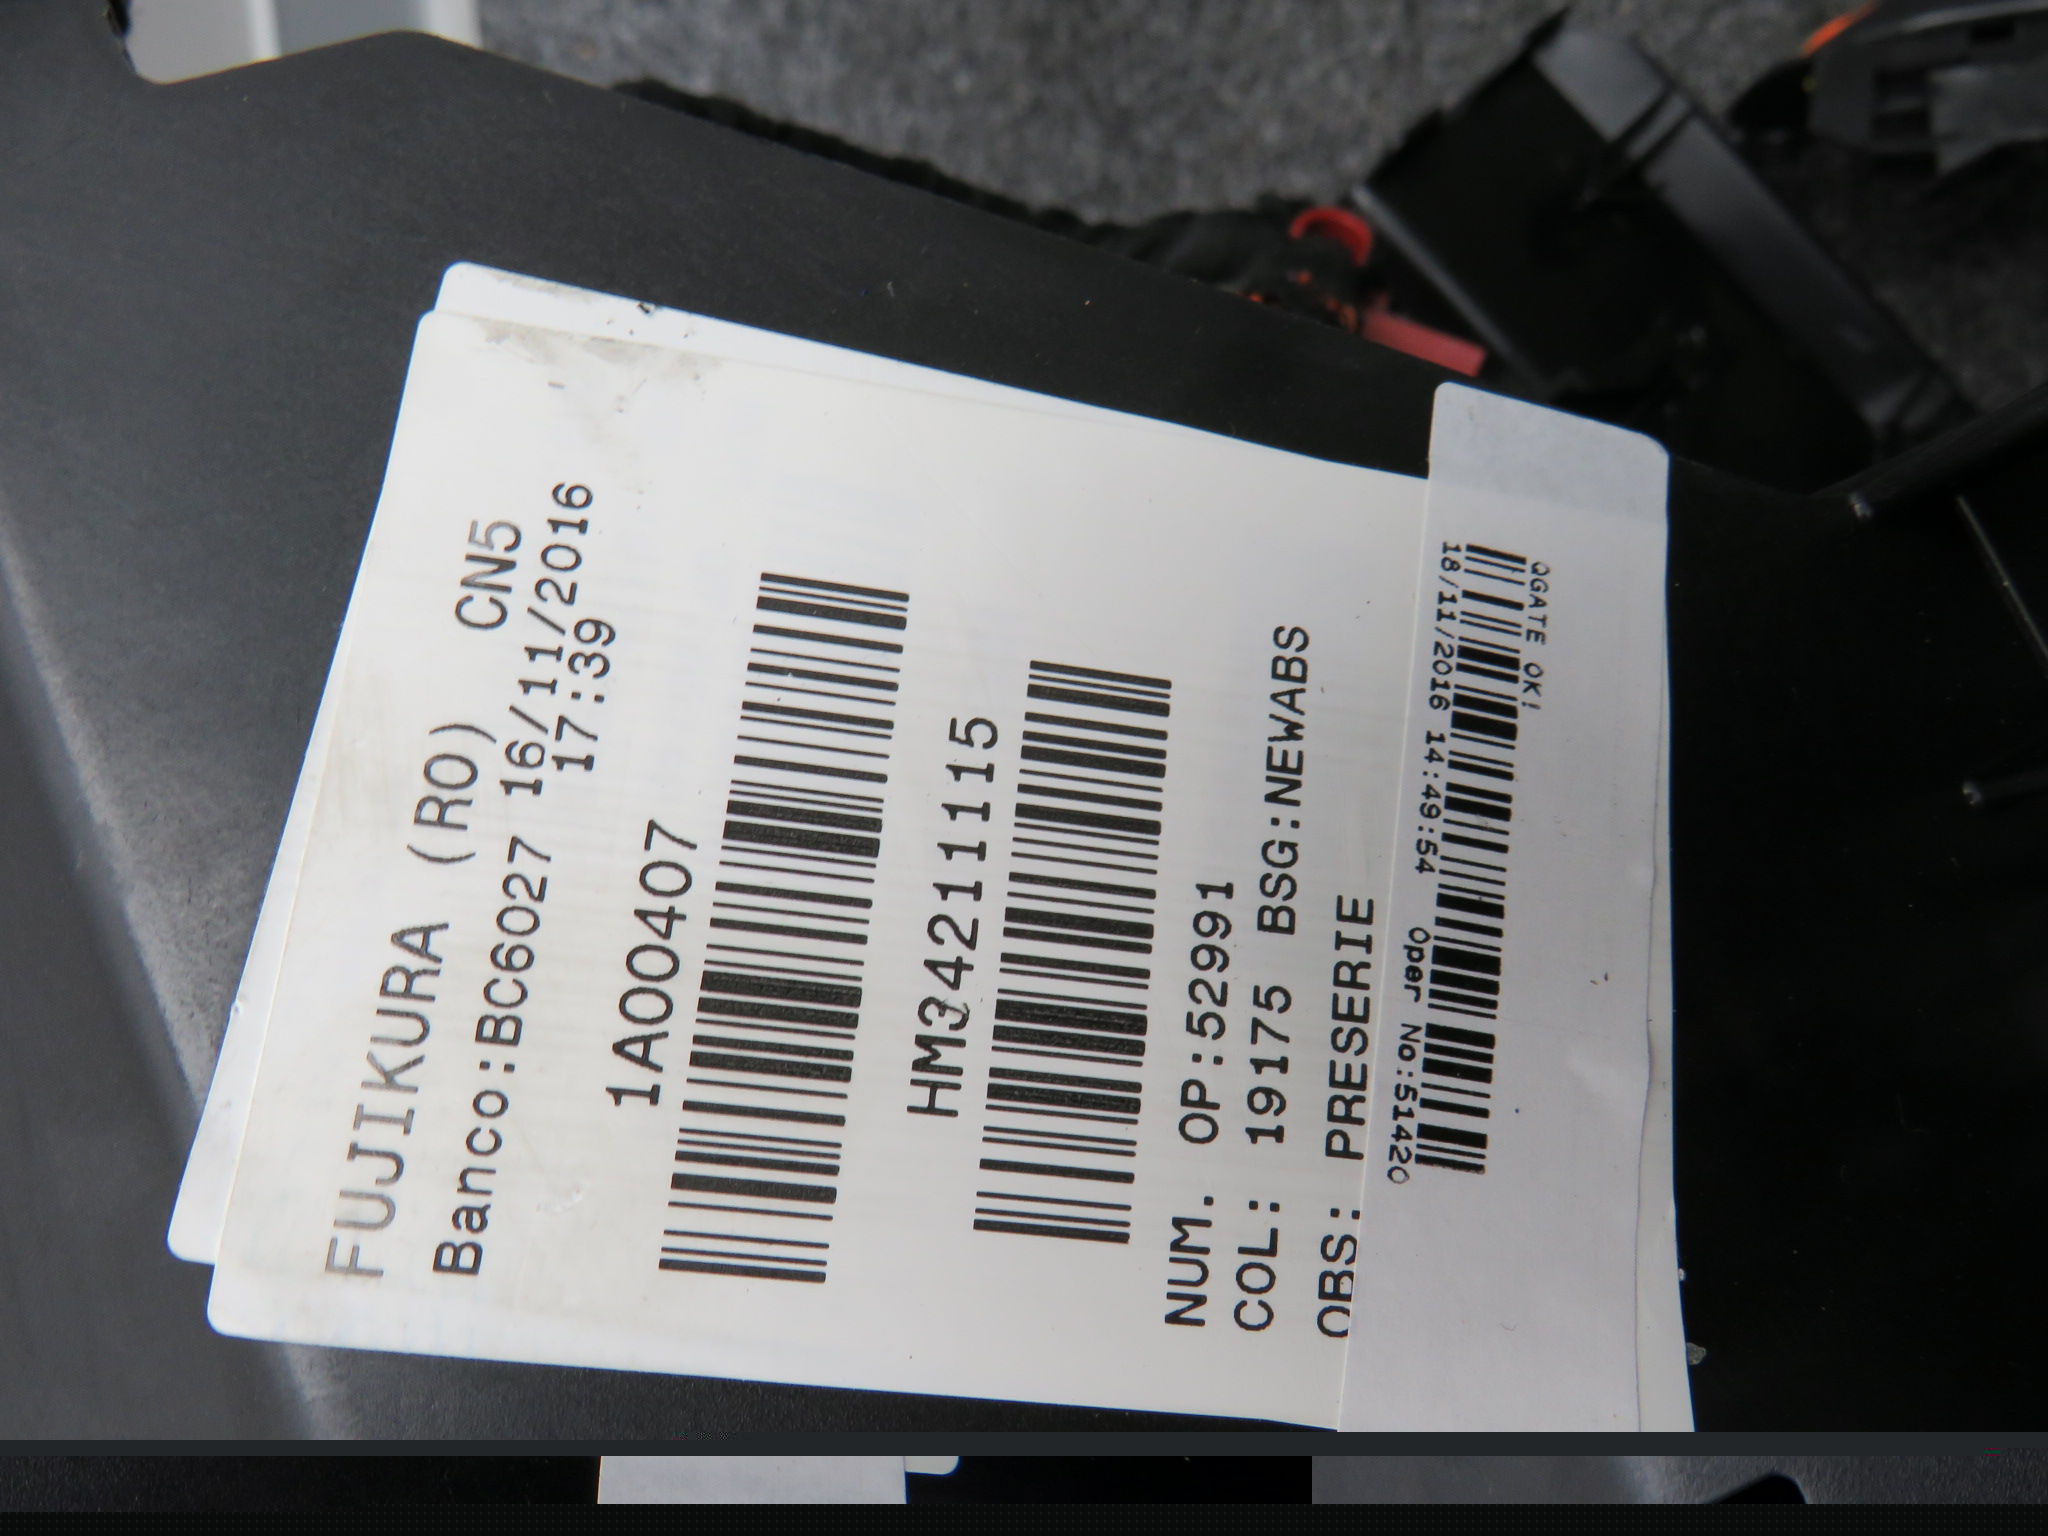 FUJIKURA (RO) CN5
Banco:BC6027 16/11/2016
17:39
1A00407
HM3421115
NUM. OP:52991
COL: 19175 BSG:NEWABS
OBS: PRESERIE
QGATE OK!
18/11/2016 14:49:54 Oper No:51420